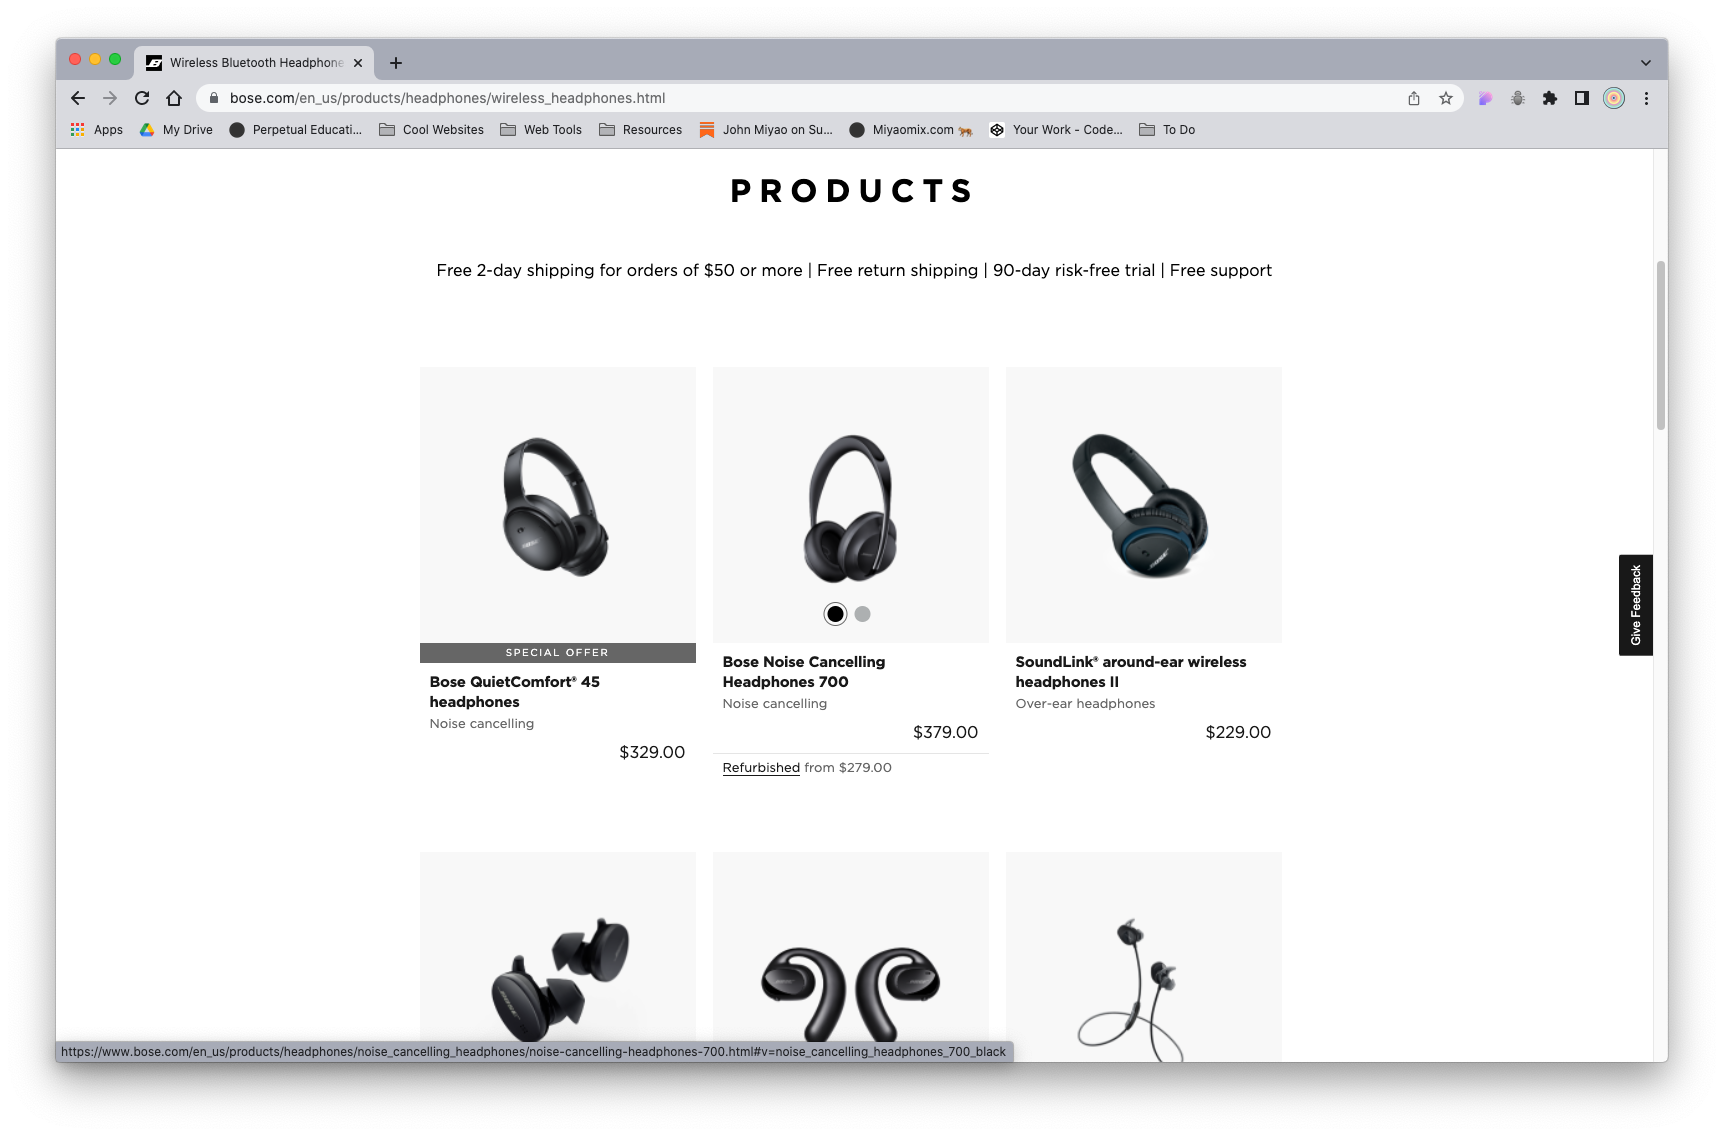 Wireless Bluetooth Headphone
bose.com/en_us/products/headphones/wireless_headphones.html
Apps My Drive Perpetual Educati... Cool Websites Web Tools Resources John Miyao on Su... Miyaomix.com 🐅 Your Work - Code... To Do
PRODUCTS
Free 2-day shipping for orders of $50 or more | Free return shipping | 90-day risk-free trial | Free support
SPECIAL OFFER
Bose QuietComfort® 45
headphones
Noise cancelling
$329.00
Bose Noise Cancelling
Headphones 700
Noise cancelling
$379.00
Refurbished from $279.00
SoundLink® around-ear wireless
headphones II
Over-ear headphones
$229.00
Give Feedback
https://www.bose.com/en_us/products/headphones/noise_cancelling_headphones/noise-cancelling-headphones-700.html#v=noise_cancelling_headphones_700_black